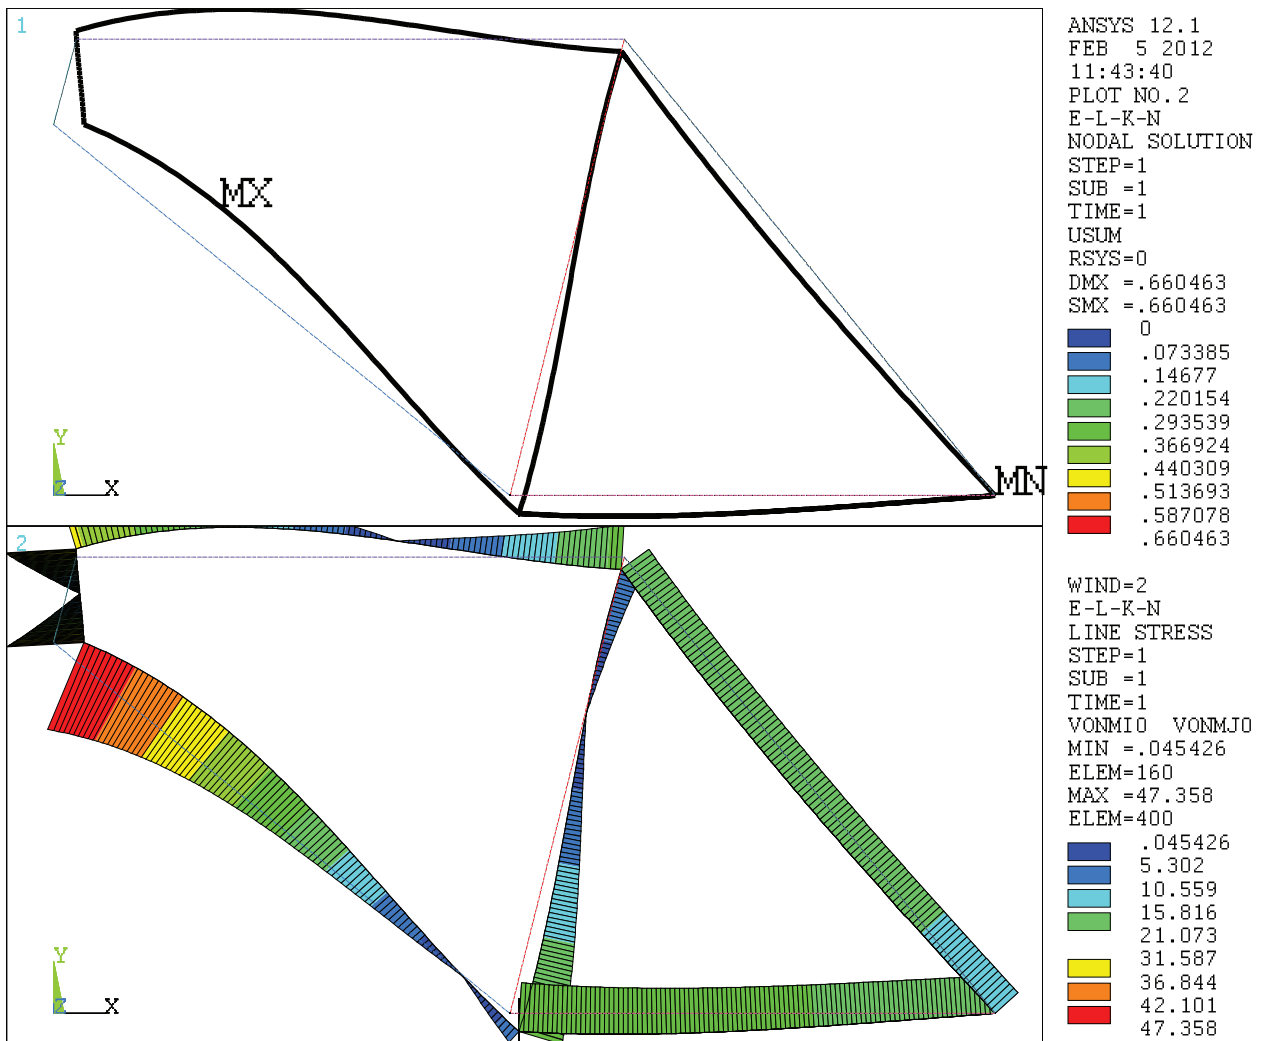 1
ANSYS 12.1
FEB 5 2012
11:43:40
PLOT NO.2
E-L-K-N
NODAL SOLUTION
STEP=1
SUB =1
TIME=1
USUM
RSYS=0
DMX =.660463
SMX =.660463
0
.073385
.14677
.220154
.293539
.366924
.440309
.513693
.587078
.660463
MX
MN
Y
Z X
2
WIND=2
E-L-K-N
LINE STRESS
STEP=1
SUB =1
TIME=1
VONMI0 VONMJ0
MIN =.045426
ELEM=160
MAX =47.358
ELEM=400
.045426
5.302
10.559
15.816
21.073
31.587
36.844
42.101
47.358
Y
Z X